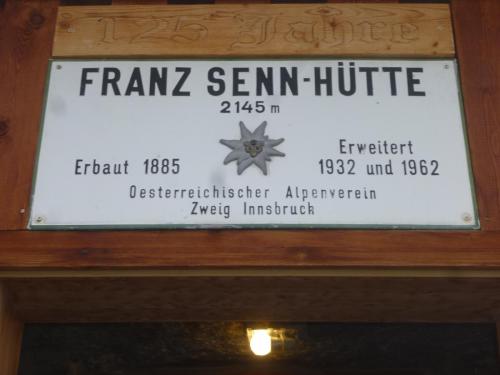 125 Jahre
FRANZ SENN-HÜTTE
2145 m
Erbaut 1885
Erweitert
1932 und 1962
Oesterreichischer Alpenverein
Zweig Innsbruck